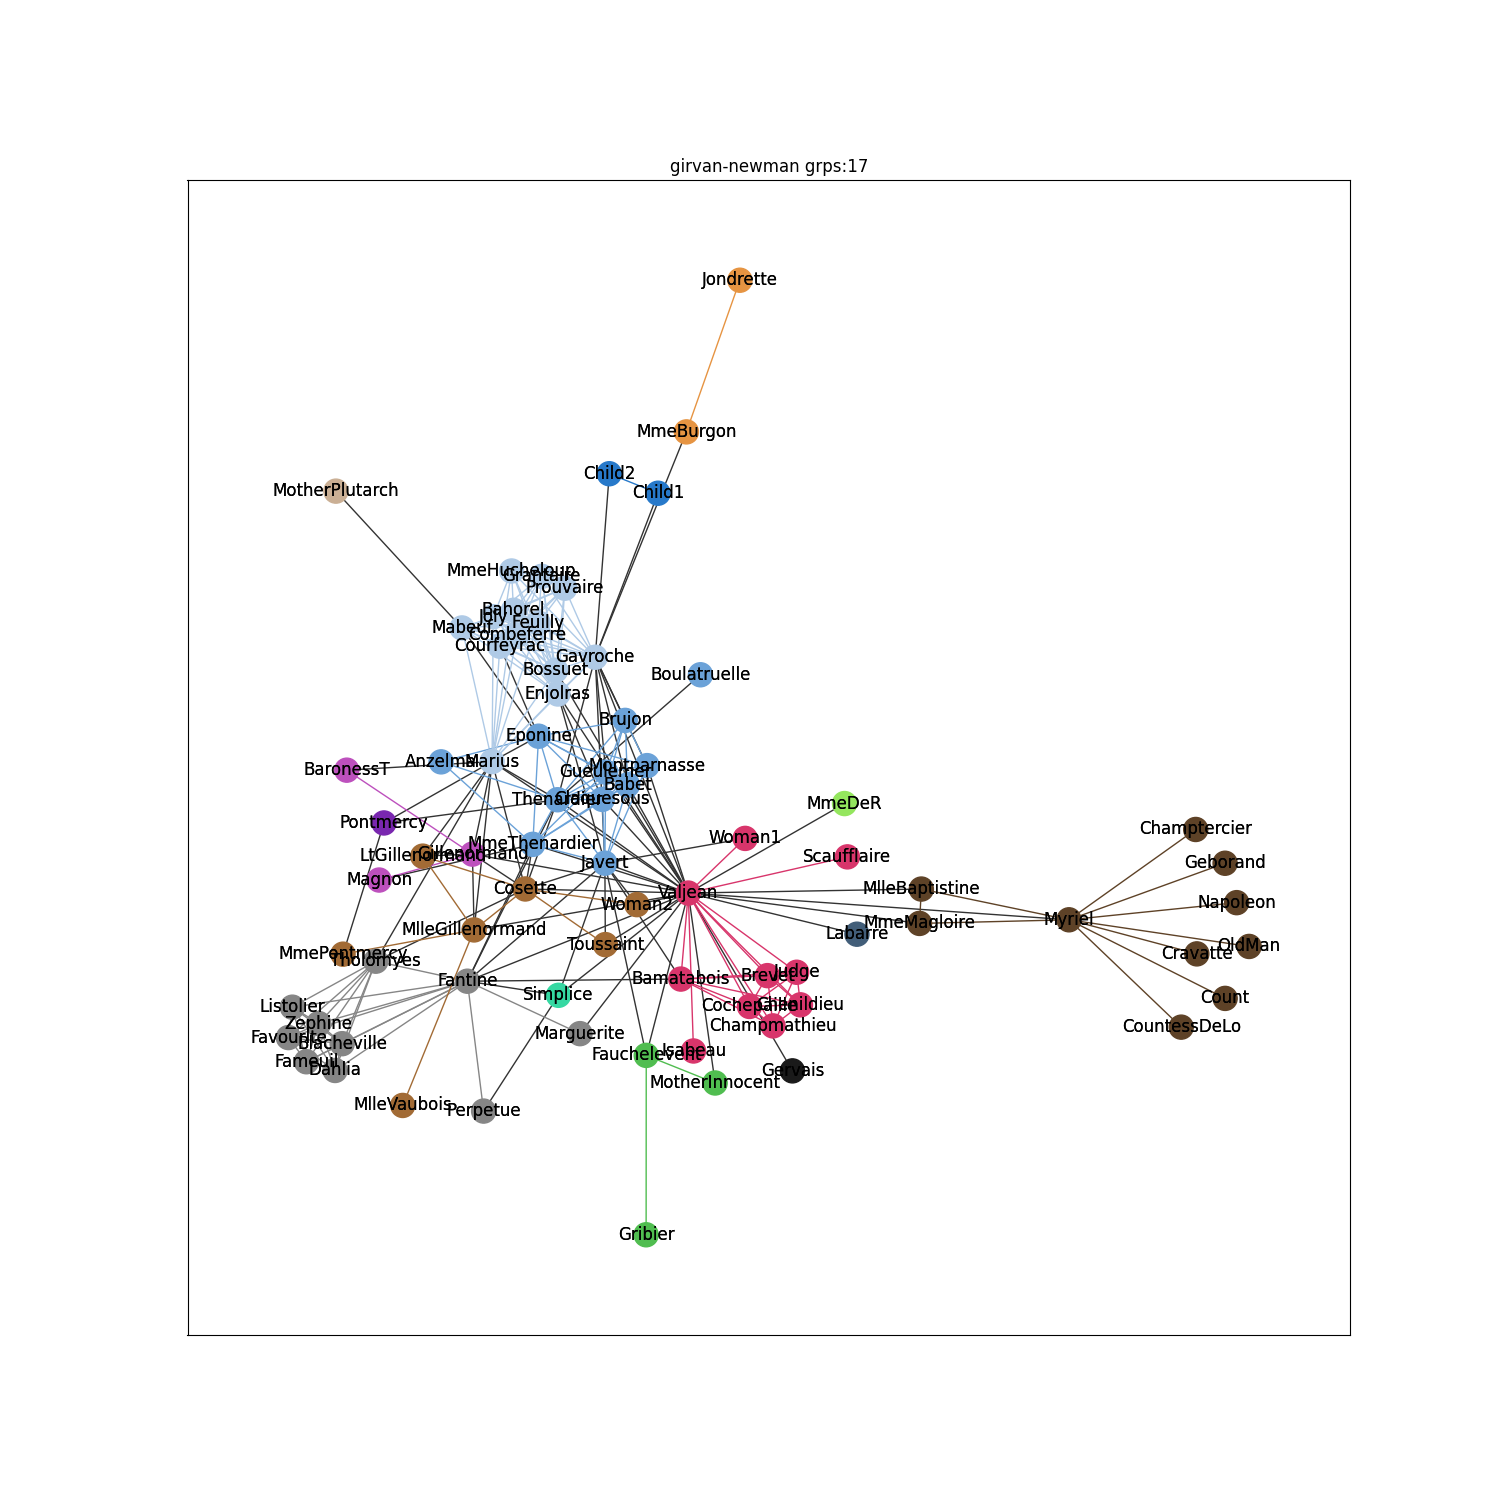 girvan-newman grps:17
Jondrette
MmeBurgon
Child2
Child1
MotherPlutarch
MmeHucheloup
Grantaire
Prouvaire
Bahorel
Joly
Feuilly
Mabeuf
Combeferre
Courfeyrac
Gavroche
Bossuet
Boulatruelle
Enjolras
Brujon
Eponine
Anzelma
Marius
BaronessT
Montparnasse
Gueulemer
Babet
Thenardier
Claquesous
MmeDeR
Pontmercy
Champtercier
Woman1
MmeThenardier
Gillenormand
LtGillenormand
Scaufflaire
Javert
Geborand
Magnon
Cosette
MlleBaptistine
Valjean
Napoleon
Woman2
Myriel
MmeMagloire
MlleGillenormand
Labarre
Toussaint
OldMan
MmePontmercy
Cravatte
Tholomyes
Judge
Brevet
Bamatabois
Fantine
Simplice
Count
Listolier
Cochepaille
Chenildieu
Zephine
Champmathieu
CountessDeLo
Marguerite
Favourite
Blacheville
Isabeau
Fauchelevent
Fameuil
Dahlia
Gervais
MotherInnocent
MlleVaubois
Perpetue
Gribier